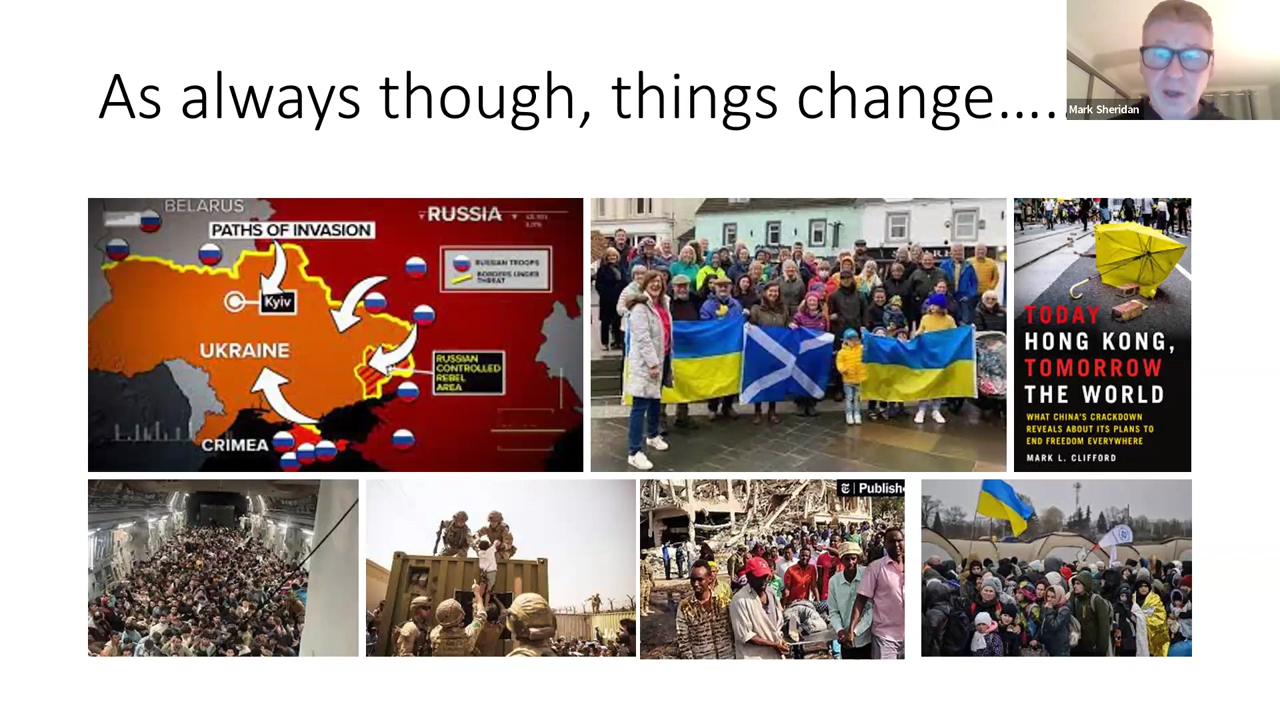 As always though, things change…..
Mark Sheridan
BELARUS
RUSSIA
PATHS OF INVASION
RUSSIAN TROOPS
BORDERS UNDER
THREAT
Kyiv
UKRAINE
RUSSIAN
CONTROLLED
REBEL
AREA
CRIMEA
TODAY
HONG KONG,
TOMORROW
THE WORLD
WHAT CHINA'S CRACKDOWN
REVEALS ABOUT ITS PLANS TO
END FREEDOM EVERYWHERE
MARK L. CLIFFORD
Publish